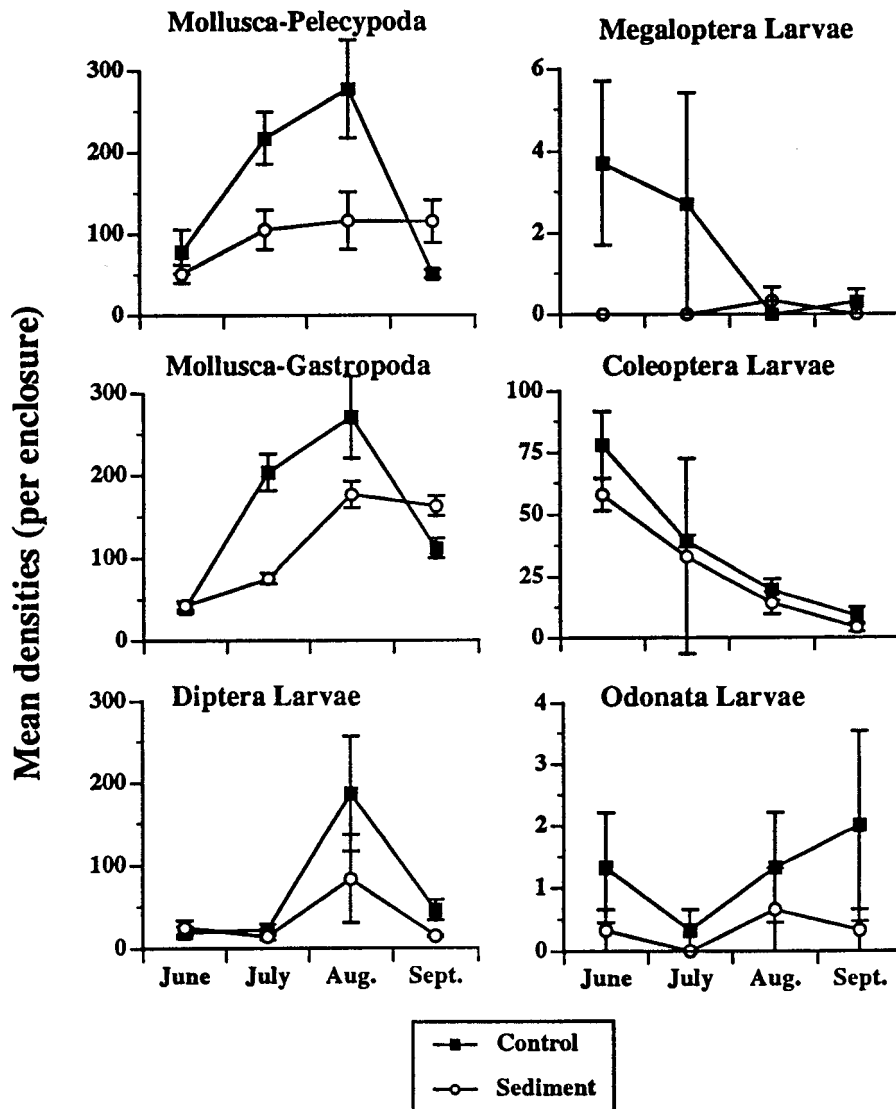 Mean densities (per enclosure)
Mollusca-Pelecypoda
300
200
100
0
Megaloptera Larvae
6
4
2
0
Mollusca-Gastropoda
300
200
100
0
Coleoptera Larvae
100
75
50
25
0
Diptera Larvae
300
200
100
0
June July Aug. Sept.
Odonata Larvae
4
3
2
1
0
June July Aug. Sept.
Control
Sediment